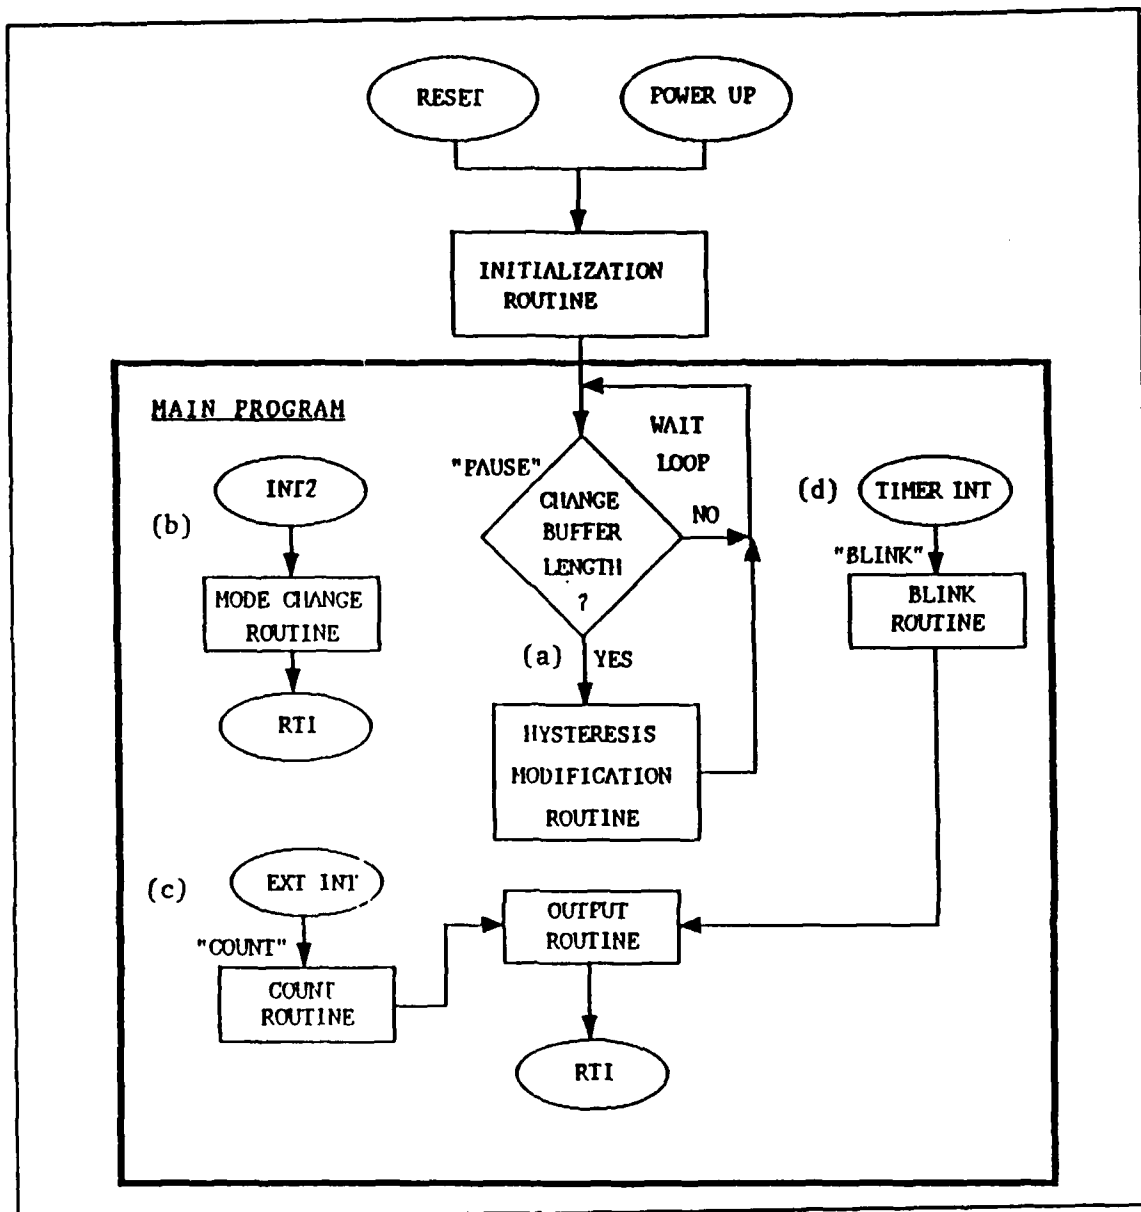 RESET
POWER UP
INITIALIZATION
ROUTINE
MAIN PROGRAM
"PAUSE"
WAIT
LOOP
CHANGE
BUFFER
LENGTH
?
NO
(a)
YES
HYSTERESIS
MODIFICATION
ROUTINE
(b)
INT2
MODE CHANGE
ROUTINE
RTI
(d)
TIMER INT
"BLINK"
BLINK
ROUTINE
(c)
EXT INT
"COUNT"
COUNT
ROUTINE
OUTPUT
ROUTINE
RTI